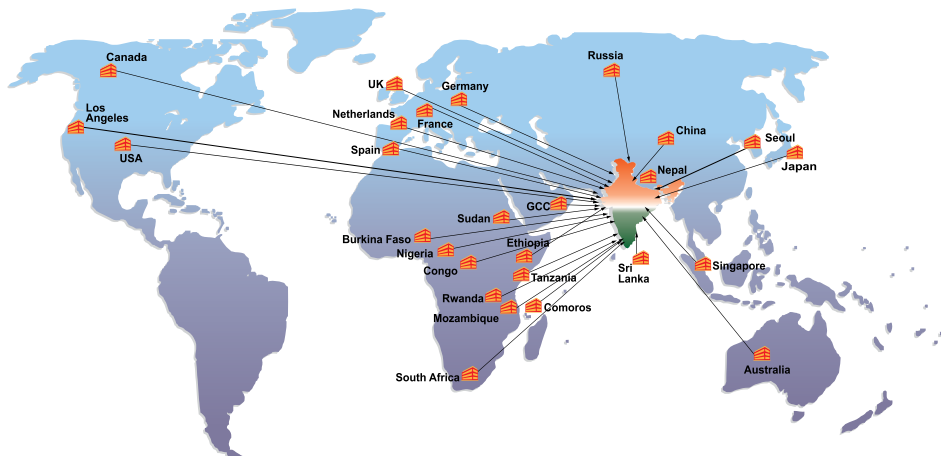 Canada
Russia
UK
Germany
Los
Angeles
Netherlands
France
China
Seoul
USA
Spain
Japan
Nepal
GCC
Sudan
Burkina Faso
Nigeria
Ethiopia
Congo
Tanzania
Sri
Lanka
Singapore
Rwanda
Mozambique
Comoros
Australia
South Africa